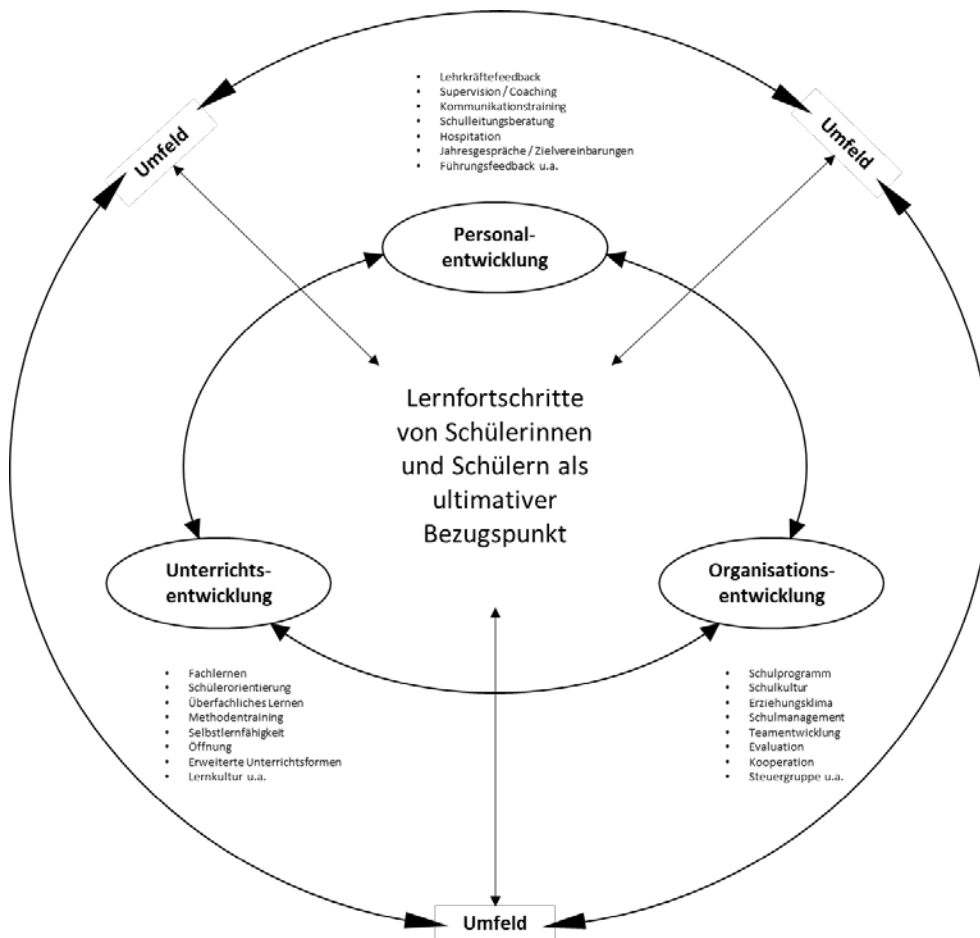 • Lehrkräftefeedback
• Supervision / Coaching
• Kommunikationstraining
• Schulleitungsberatung
• Hospitation
• Jahresgespräche / Zielvereinbarungen
• Führungsfeedback u.a.
Umfeld
Umfeld
Personal-
entwicklung
Lernfortschritte
von Schülerinnen
und Schülern als
ultimativer
Bezugspunkt
Unterrichts-
entwicklung
Organisations-
entwicklung
• Fachlernen
• Schülerorientierung
• Überfachliches Lernen
• Methodentraining
• Selbstlernfähigkeit
• Öffnung
• Erweiterte Unterrichtsformen
• Lernkultur u.a.
• Schulprogramm
• Schulkultur
• Erziehungsklima
• Schulmanagement
• Teamentwicklung
• Evaluation
• Kooperation
• Steuergruppe u.a.
Umfeld